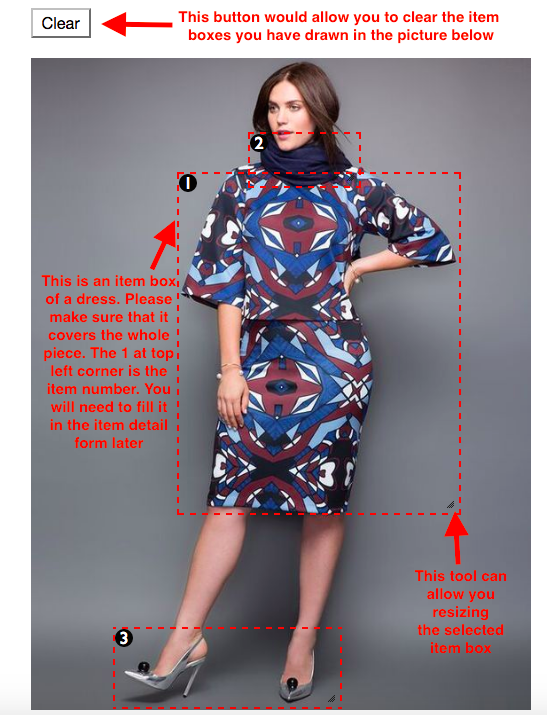 Clear
This button would allow you to clear the item
boxes you have drawn in the picture below
2
1
This is an item box
of a dress. Please
make sure that it
covers the whole
piece. The 1 at top
left corner is the
item number. You
will need to fill it
in the item detail
form later
This tool can
allow you
resizing
the selected
item box
3